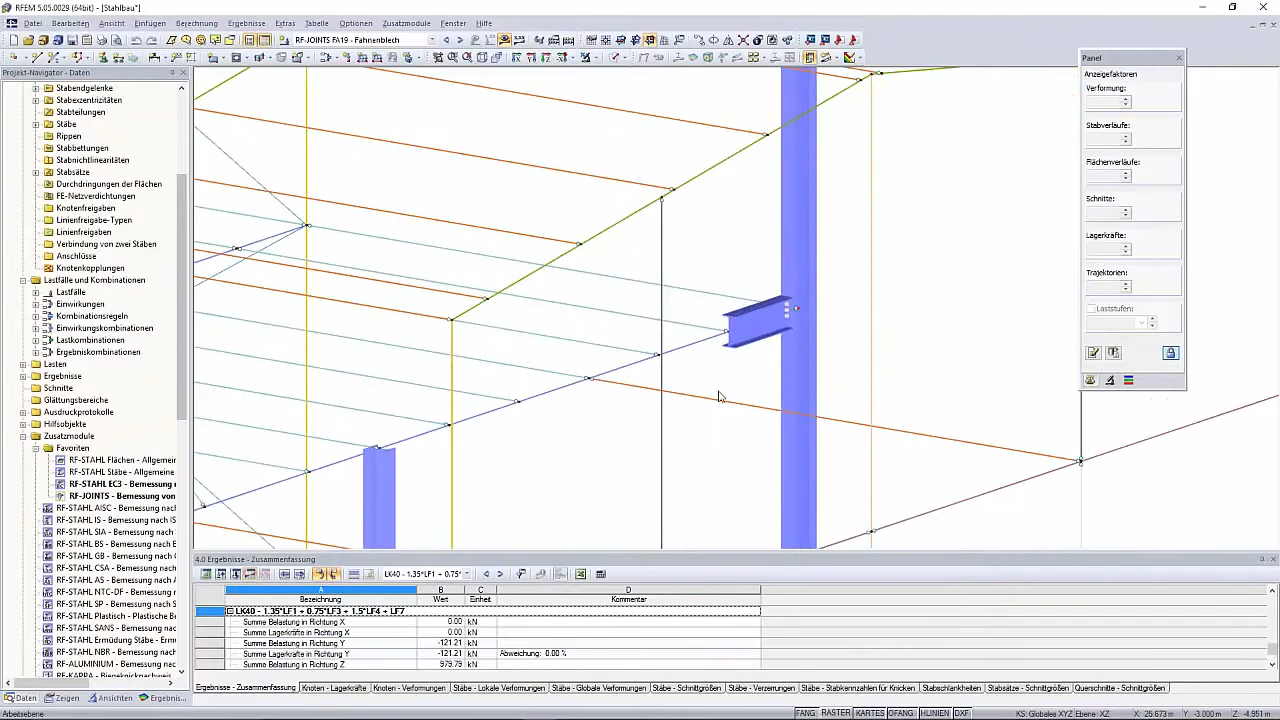 RFEM 5.05.0029 (64bit) - [Stahlbau*]
Datei Bearbeiten Ansicht Einfügen Berechnung Ergebnisse Extras Tabelle Optionen Zusatzmodule Fenster Hilfe
RF-JOINTS FA19 - Fahnenblech
Projekt-Navigator - Daten
Stabendgelenke
Stabexzentrizitäten
Stabteilungen
Stäbe
Rippen
Stabbettungen
Stabnichtlinearitäten
Stabsätze
Durchdringungen der Flächen
FE-Netzverdichtungen
Knotenfreigaben
Linienfreigabe-Typen
Linienfreigaben
Verbindung von zwei Stäben
Anschlüsse
Knotenkopplungen
Lastfälle und Kombinationen
Lastfälle
Einwirkungen
Kombinationsregeln
Einwirkungskombinationen
Lastkombinationen
Ergebniskombinationen
Lasten
Ergebnisse
Schnitte
Glättungsbereiche
Ausdruckprotokolle
Hilfsobjekte
Zusatzmodule
Favoriten
RF-STAHL Flächen - Allgemeine
RF-STAHL Stäbe - Allgemeine
RF-STAHL EC3 - Bemessung n
RF-JOINTS - Bemessung von
RF-STAHL AISC - Bemessung nach
RF-STAHL IS - Bemessung nach IS
RF-STAHL SIA - Bemessung nach
RF-STAHL BS - Bemessung nach E
RF-STAHL GB - Bemessung nach
RF-STAHL CSA - Bemessung nach
RF-STAHL AS - Bemessung nach
RF-STAHL NTC-DF - Bemessung
RF-STAHL SP - Bemessung nach
RF-STAHL Plastisch - Plastische B
RF-STAHL SANS - Bemessung nach
RF-STAHL Ermüdung Stäbe - Erm
RF-STAHL NBR - Bemessung nach
RF-ALUMINIUM - Bemessung nach
RF-KAPPA - Biegeknicknachweis
Daten Zeigen Ansichten Ergebnis...
Panel
Anzeigefaktoren
Verformung:
Stabverläufe:
Flächenverläufe:
Schnitte:
Lagerkräfte:
Trajektorien:
Laststufen:
4.0 Ergebnisse - Zusammenfassung
LK40 - 1.35*LF1 + 0.75*
A B C D
Bezeichnung Wert Einheit Kommentar
LK40 - 1.35*LF1 + 0.75*LF3 + 1.5*LF4 + LF7
Summe Belastung in Richtung X 0.00 kN
Summe Lagerkräfte in Richtung X 0.00 kN
Summe Belastung in Richtung Y -121.21 kN
Summe Lagerkräfte in Richtung Y -121.21 kN Abweichung: 0.00 %
Summe Belastung in Richtung Z 979.79 kN
Ergebnisse - Zusammenfassung Knoten - Lagerkräfte Knoten - Verformungen Stäbe - Lokale Verformungen Stäbe - Globale Verformungen Stäbe - Schnittgrößen Stäbe - Verzerrungen Stäbe - Stabkennzahlen für Knicken Stabschlankheiten Stabsätze - Schnittgrößen Querschnitte - Schnittgrößen
Arbeitsebene FANG RASTER KARTES OFANG HLINIEN DXF KS: Globales XYZ Ebene: XZ X: 25.673 m Y: -3.000 m Z: -4.951 m